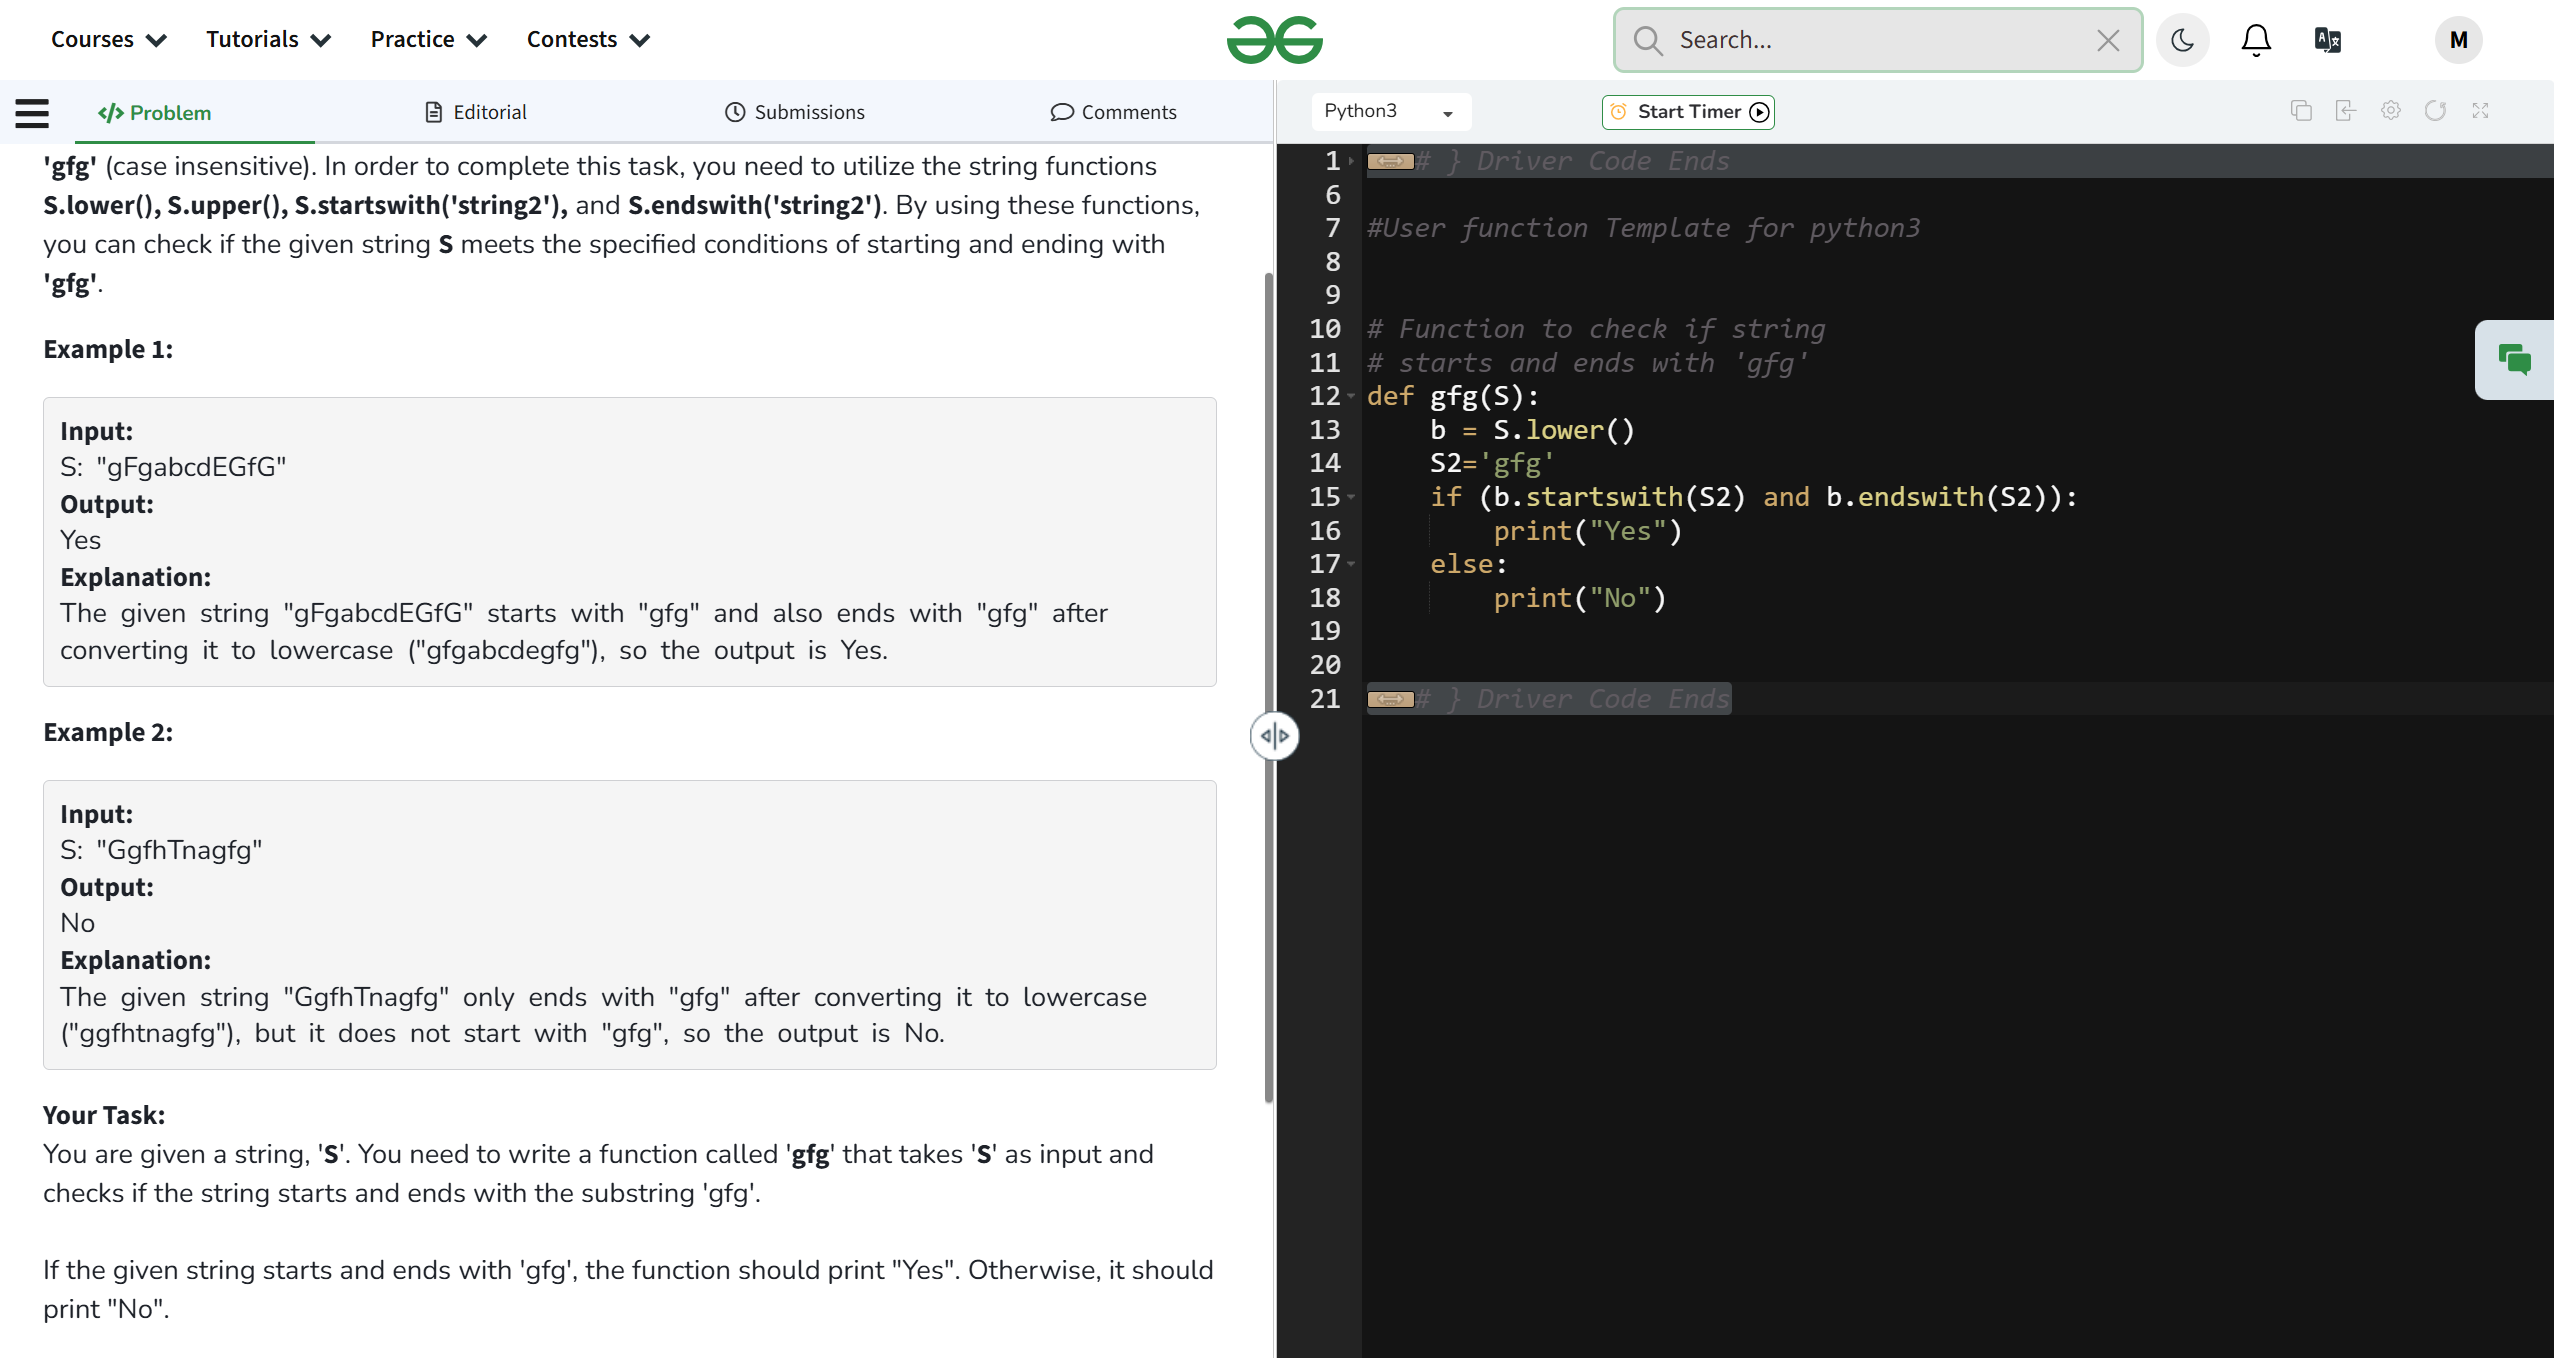 Courses Tutorials Practice Contests Search... M
Problem Editorial Submissions Comments
'gfg' (case insensitive). In order to complete this task, you need to utilize the string functions
S.lower(), S.upper(), S.startswith('string2'), and S.endswith('string2'). By using these functions,
you can check if the given string S meets the specified conditions of starting and ending with
'gfg'.
Example 1:
Input:
S: "gFgabcdEGfG"
Output:
Yes
Explanation:
The given string "gFgabcdEGfG" starts with "gfg" and also ends with "gfg" after
converting it to lowercase ("gfgabcdegfg"), so the output is Yes.
Example 2:
Input:
S: "GgfhTnagfg"
Output:
No
Explanation:
The given string "GgfhTnagfg" only ends with "gfg" after converting it to lowercase
("ggfhtnagfg"), but it does not start with "gfg", so the output is No.
Your Task:
You are given a string, 'S'. You need to write a function called 'gfg' that takes 'S' as input and
checks if the string starts and ends with the substring 'gfg'.
If the given string starts and ends with 'gfg', the function should print "Yes". Otherwise, it should
print "No".
Python3 Start Timer
1 # } Driver Code Ends
6
7 #User function Template for python3
8
9
10 # Function to check if string
11 # starts and ends with 'gfg'
12 def gfg(S):
13     b = S.lower()
14     S2='gfg'
15     if (b.startswith(S2) and b.endswith(S2)):
16         print("Yes")
17     else:
18         print("No")
19
20
21 # } Driver Code Ends